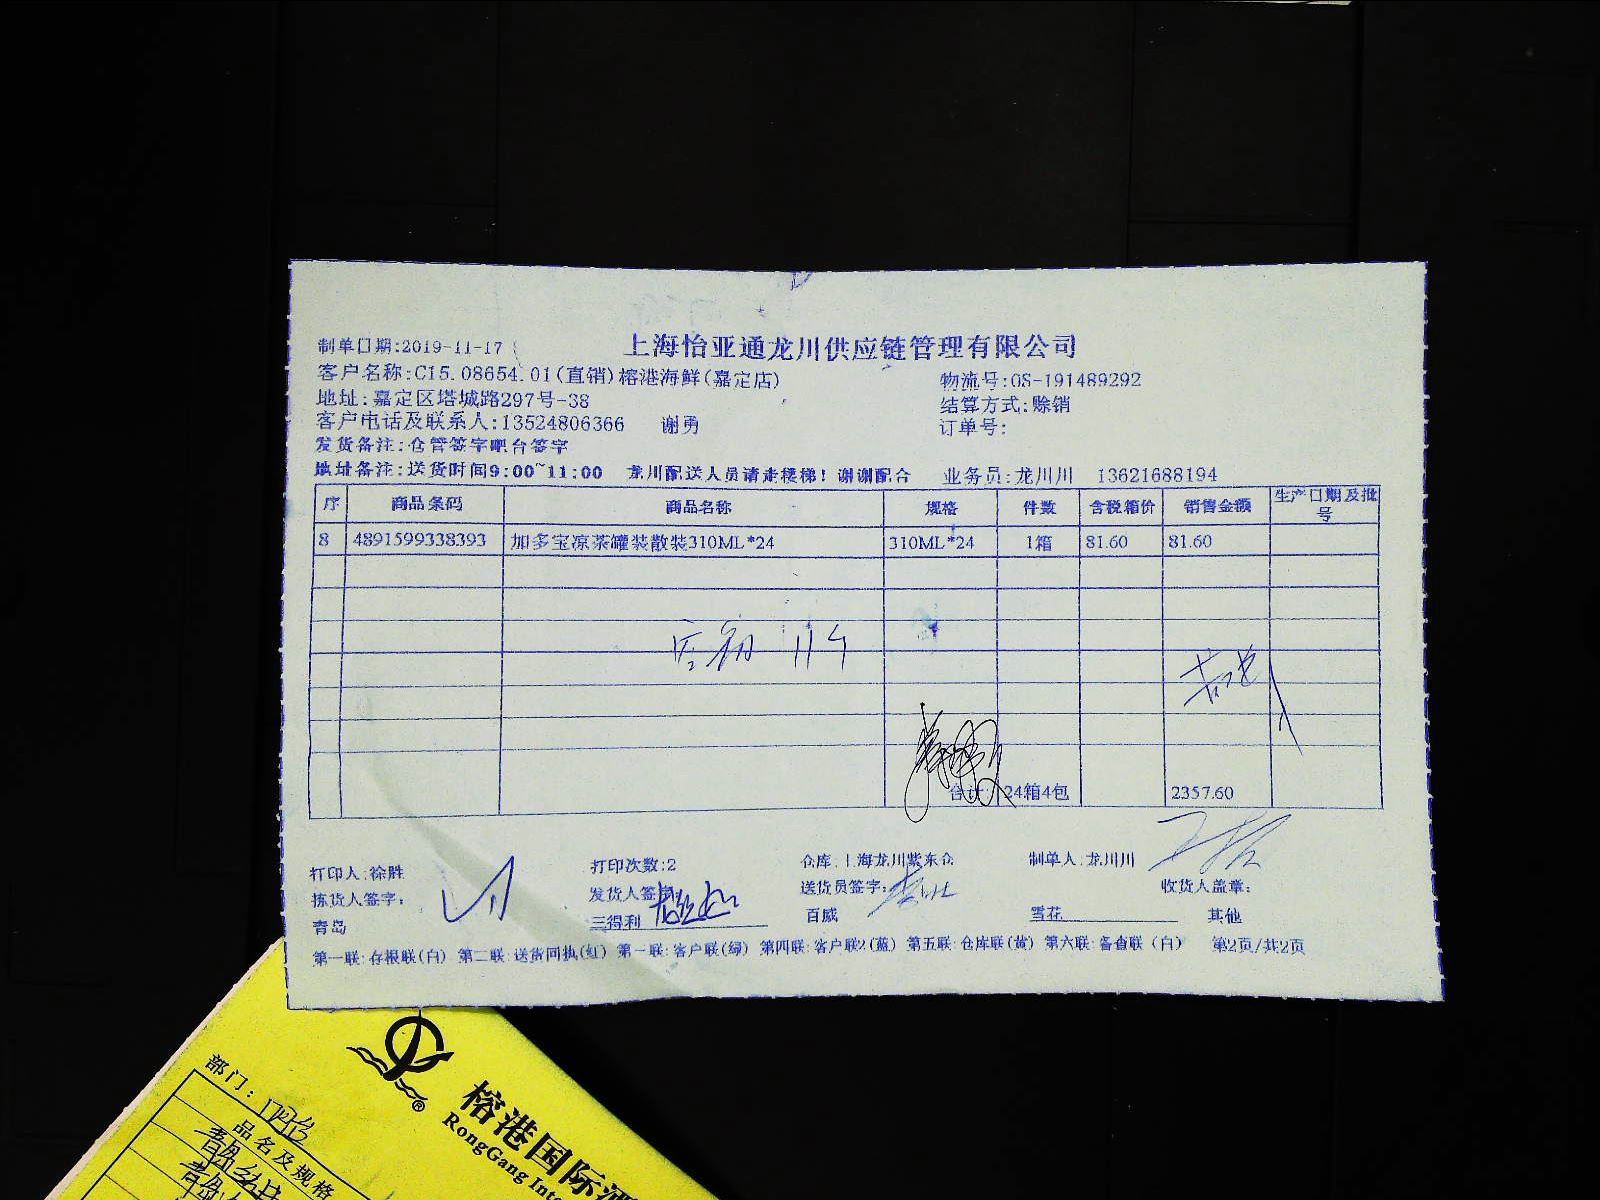 制单日期:2019-11-17
上海怡亚通龙川供应链管理有限公司
客户名称:C15.08654.01(直销)榕港海鲜(嘉定店)
物流号:0S-191489292
地址:嘉定区塔城路297号-38
结算方式:赊销
客户电话及联系人:13524806366 谢勇
订单号:
发货备注:仓管签字吧台签字
地址备注:送货时间9:00~11:00 龙川配送人员请走楼梯！谢谢配合 业务员:龙川川 13621688194
序 商品条码 商品名称 规格 件数 含税箱价 销售金额 生产日期及批号
8 4891599338393 加多宝凉茶罐装散装310ML*24 310ML*24 1箱 81.60 81.60
合计: 24箱4包 2357.60
打印人:徐胜 打印次数:2 仓库:上海龙川紫东仓 制单人:龙川川
拣货人签字: 发货人签字 送货员签字: 收货人盖章:
青岛 三得利 百威 雪花 其他
第一联:存根联(白) 第二联:送货回执(红) 第一联:客户联(绿) 第四联:客户联2(蓝) 第五联:仓库联(黄) 第六联:备查联(白) 第2页/共2页
榕港国际酒
RongGang Inte
部门:
品名及规格